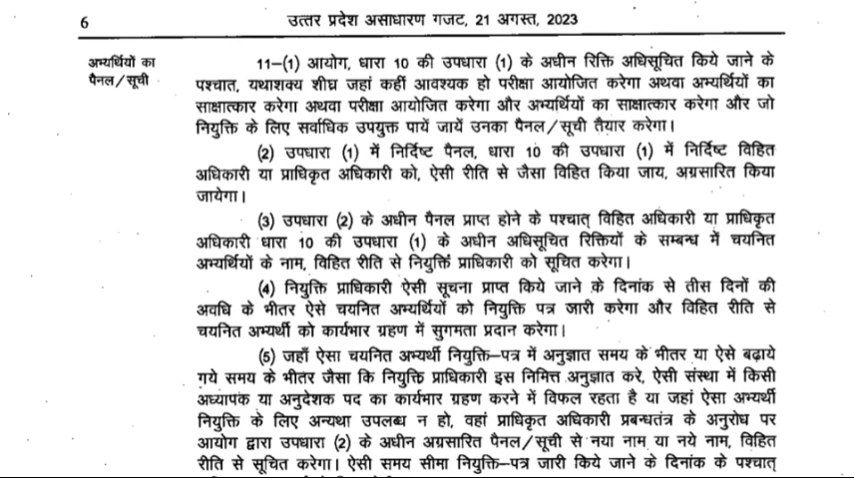 6
उत्तर प्रदेश असाधारण गजट, 21 अगस्त, 2023
अभ्यर्थियों का
पैनल/सूची
11—(1) आयोग, धारा 10 की उपधारा (1) के अधीन रिक्ति अधिसूचित किये जाने के
पश्चात, यथाशक्य शीघ्र जहां कहीं आवश्यक हो परीक्षा आयोजित करेगा अथवा अभ्यर्थियों का
साक्षात्कार करेगा अथवा परीक्षा आयोजित करेगा और अभ्यर्थियों का साक्षात्कार करेगा और जो
नियुक्ति के लिए सर्वाधिक उपयुक्त पायें जायें उनका पैनल/सूची तैयार करेगा।
(2) उपधारा (1) में निर्दिष्ट पैनल, धारा 10 की उपधारा (1) में निर्दिष्ट विहित
अधिकारी या प्राधिकृत अधिकारी को, ऐसी रीति से जैसा विहित किया जाय, अग्रसारित किया
जायेगा।
(3) उपधारा (2) के अधीन पैनल प्राप्त होने के पश्चात् विहित अधिकारी या प्राधिकृत
अधिकारी धारा 10 की उपधारा (1) के अधीन अधिसूचित रिक्तियों के सम्बन्ध में चयनित
अभ्यर्थियों के नाम, विहित रीति से नियुक्ति प्राधिकारी को सूचित करेगा।
(4) नियुक्ति प्राधिकारी ऐसी सूचना प्राप्त किये जाने के दिनांक से तीस दिनों की
अवधि के भीतर ऐसे चयनित अभ्यर्थियों को नियुक्ति पत्र जारी करेगा और विहित रीति से
चयनित अभ्यर्थी को कार्यभार ग्रहण में सुगमता प्रदान करेगा।
(5) जहाँ ऐसा चयनित अभ्यर्थी नियुक्ति—पत्र में अनुज्ञात समय के भीतर या ऐसे बढ़ाये
गये समय के भीतर जैसा कि नियुक्ति प्राधिकारी इस निमित्त अनुज्ञात करे, ऐसी संस्था में किसी
अध्यापक या अनुदेशक पद का कार्यभार ग्रहण करने में विफल रहता है या जहां ऐसा अभ्यर्थी
नियुक्ति के लिए अन्यथा उपलब्ध न हो, वहां प्राधिकृत अधिकारी प्रबन्धतंत्र के अनुरोध पर
आयोग द्वारा उपधारा (2) के अधीन अग्रसारित पैनल/सूची से नया नाम या नये नाम, विहित
रीति से सूचित करेगा। ऐसी समय सीमा नियुक्ति—पत्र जारी किये जाने के दिनांक के पश्चात्